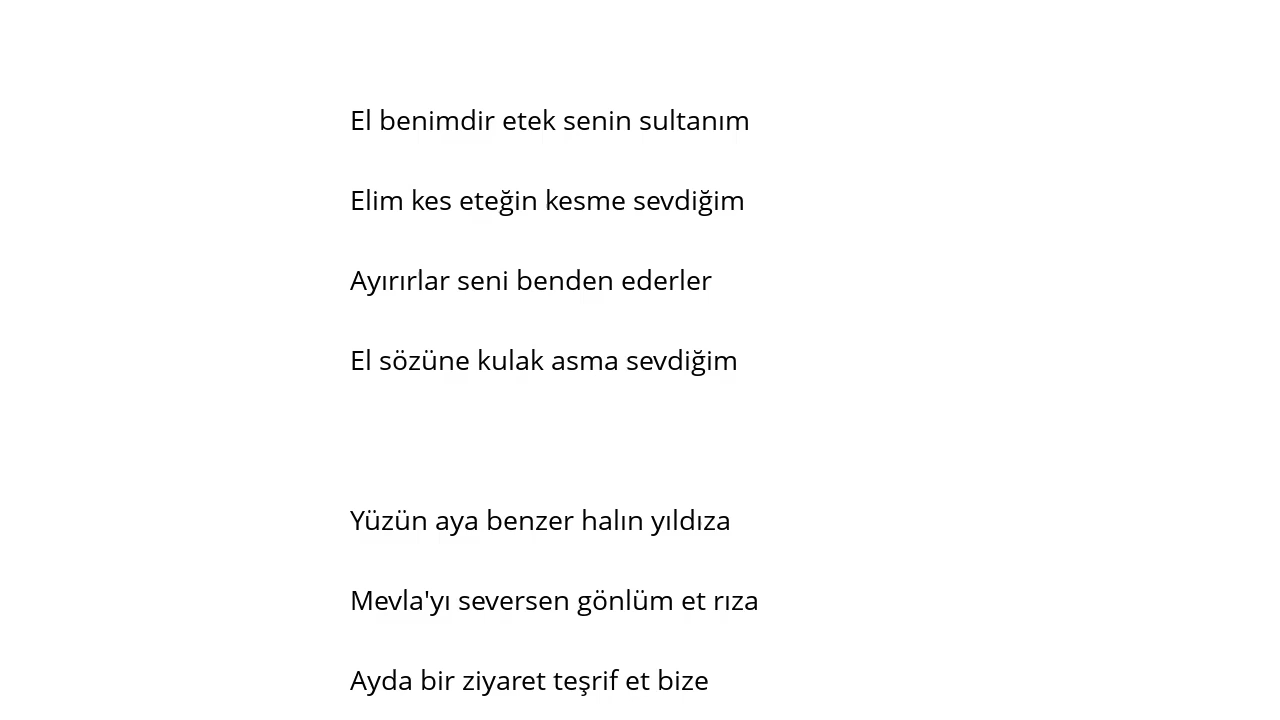 El benimdir etek senin sultanım
Elim kes eteğin kesme sevdiğim
Ayırırlar seni benden ederler
El sözüne kulak asma sevdiğim
Yüzün aya benzer halın yıldıza
Mevla'yı seversen gönlüm et rıza
Ayda bir ziyaret teşrif et bize